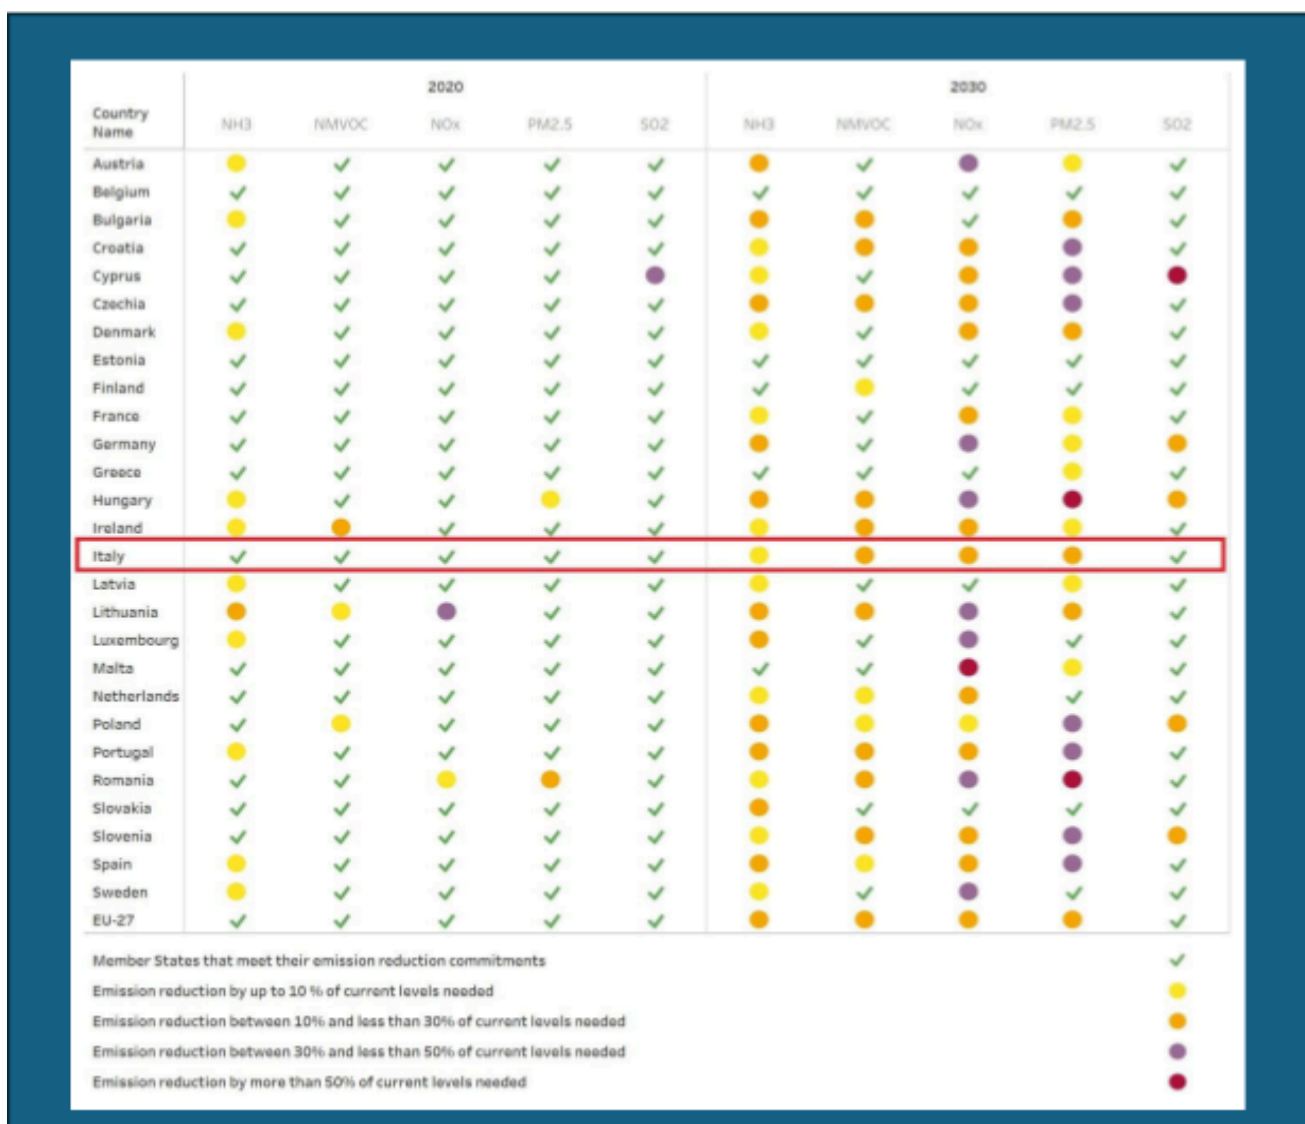 2020 2030
Country Name NH3 NMVOC NOx PM2.5 SO2 NH3 NMVOC NOx PM2.5 SO2
Austria
Belgium
Bulgaria
Croatia
Cyprus
Czechia
Denmark
Estonia
Finland
France
Germany
Greece
Hungary
Ireland
Italy
Latvia
Lithuania
Luxembourg
Malta
Netherlands
Poland
Portugal
Romania
Slovakia
Slovenia
Spain
Sweden
EU-27
Member States that meet their emission reduction commitments
Emission reduction by up to 10 % of current levels needed
Emission reduction between 10% and less than 30% of current levels needed
Emission reduction between 30% and less than 50% of current levels needed
Emission reduction by more than 50% of current levels needed